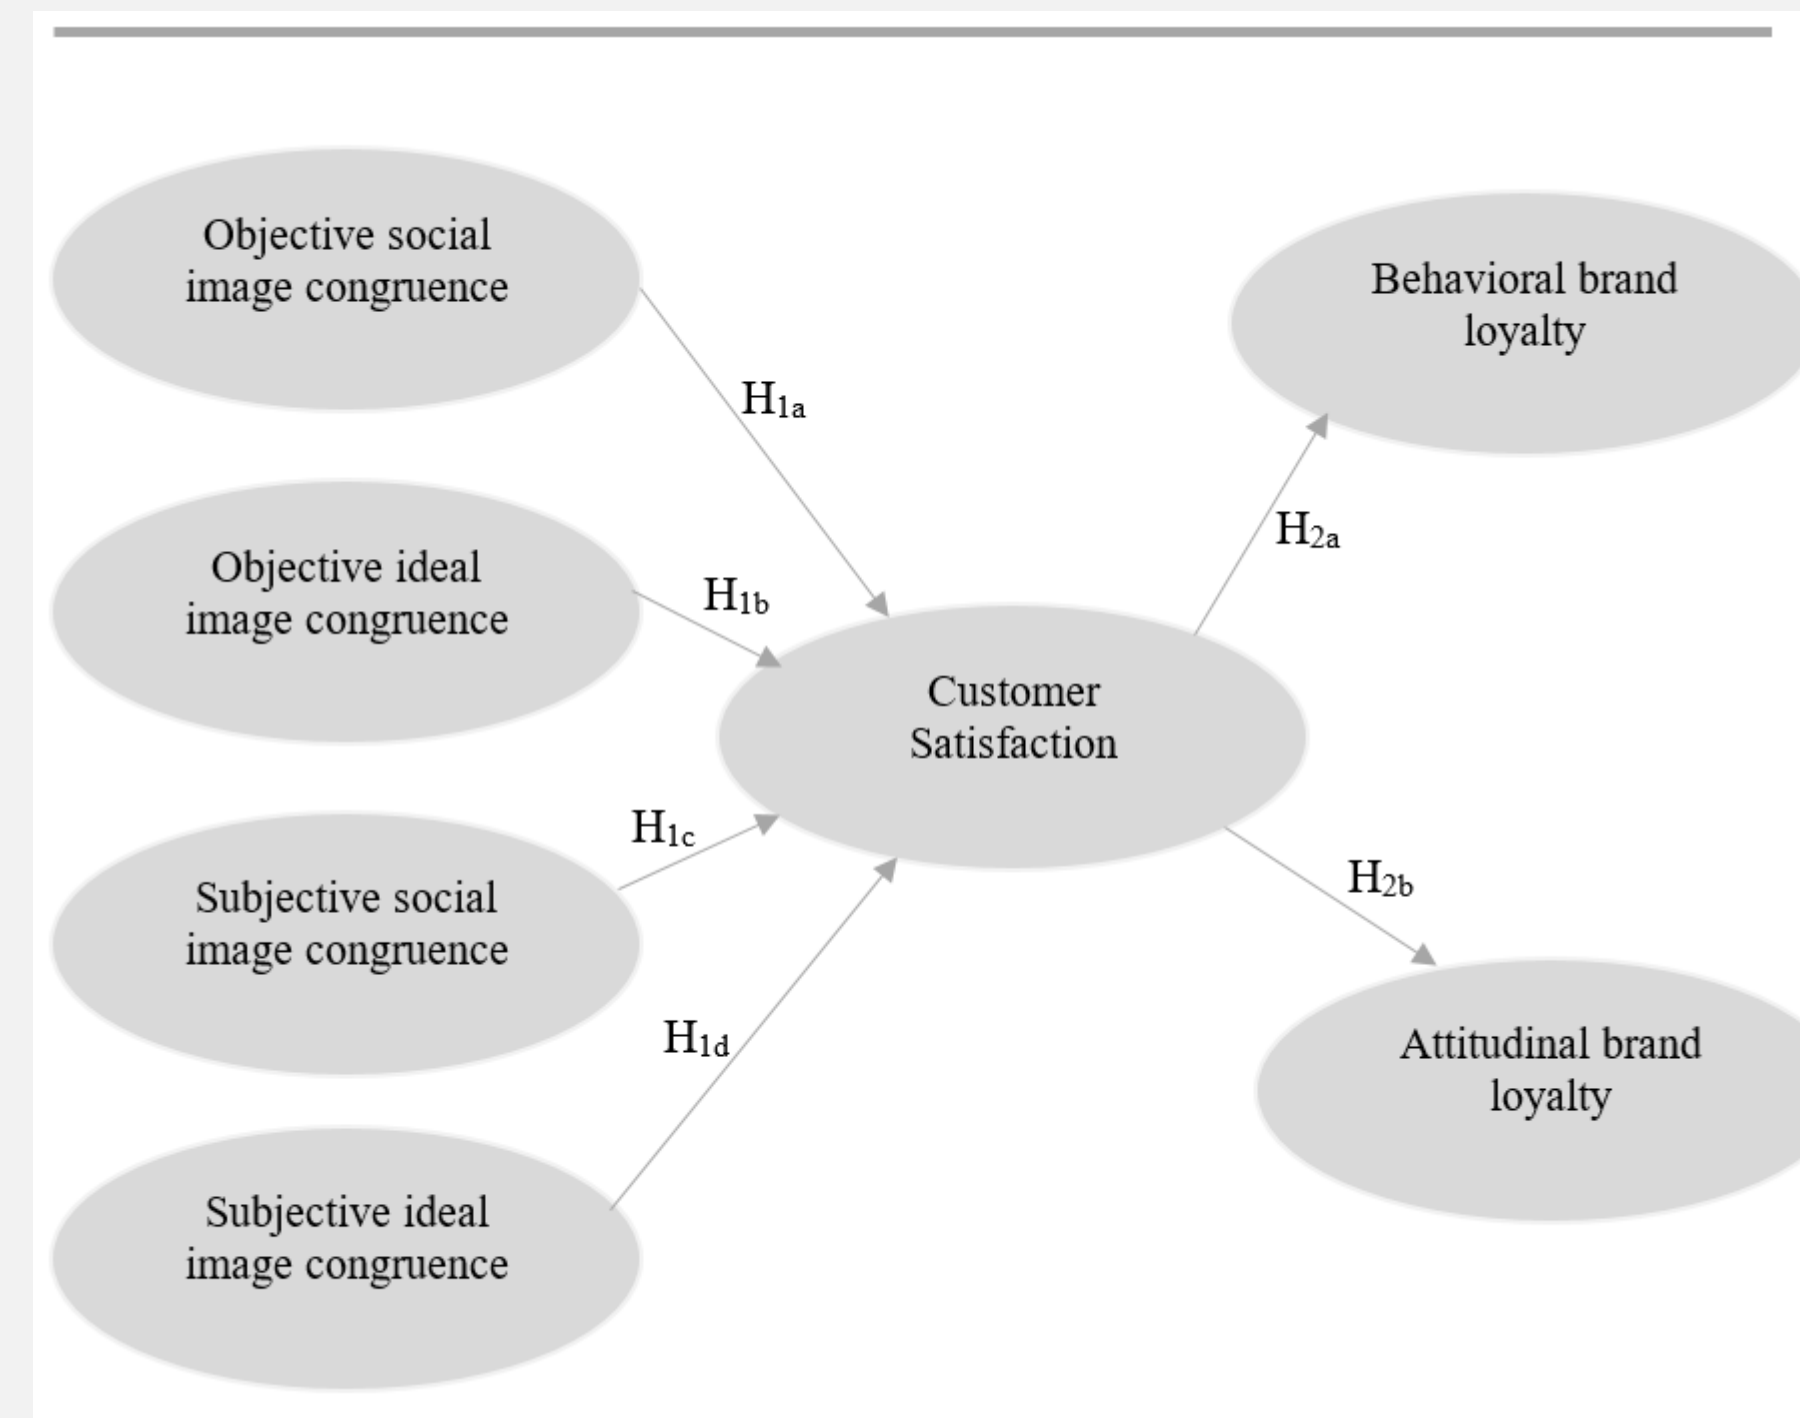 Objective social
image congruence
Behavioral brand
loyalty
H1a
H2a
Objective ideal
image congruence
H1b
Customer
Satisfaction
H1c
H2b
Subjective social
image congruence
H1d
Attitudinal brand
loyalty
Subjective ideal
image congruence